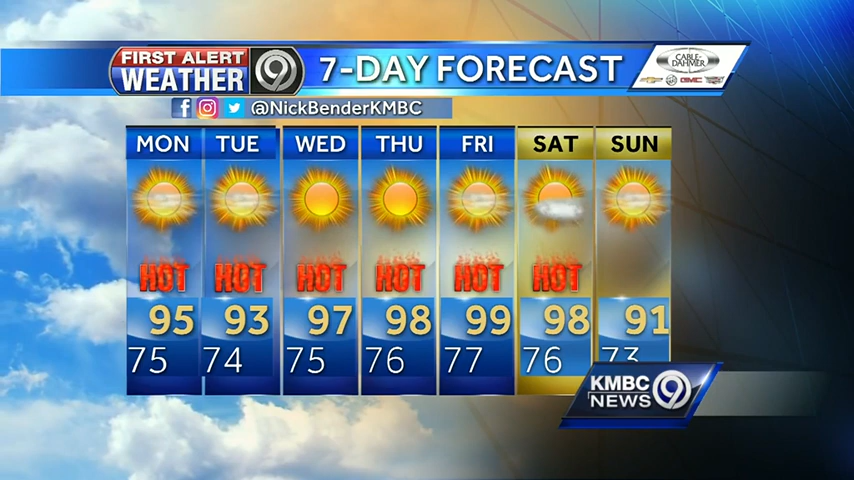 FIRST ALERT
WEATHER 9
7-DAY FORECAST
CABLE-
DAHMER
GMC
@NickBenderKMBC
MON TUE WED THU FRI SAT SUN
HOT HOT HOT HOT HOT HOT
95 93 97 98 99 98 91
75 74 75 76 77 76 73
KMBC
NEWS 9